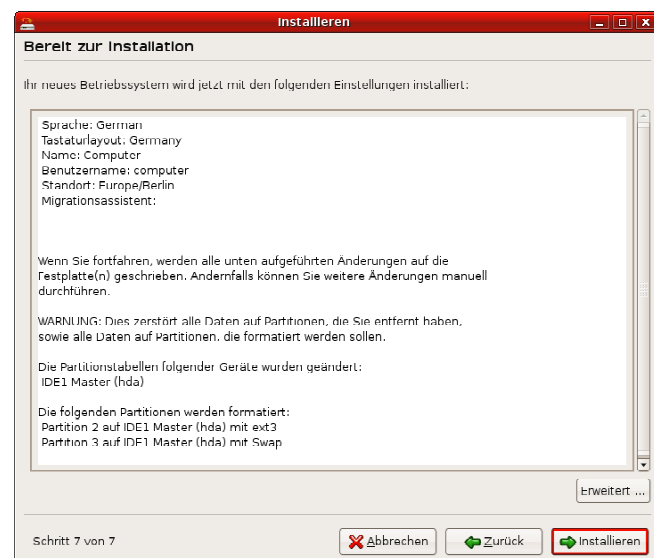 Installieren
Bereit zur Installation
Ihr neues Betriebssystem wird jetzt mit den folgenden Einstellungen installiert:
Sprache: German
Tastaturlayout: Germany
Name: Computer
Benutzername: computer
Standort: Europe/Berlin
Migrationsassistent:
Wenn Sie fortfahren, werden alle unten aufgeführten Änderungen auf die
Festplatte(n) geschrieben. Andernfalls können Sie weitere Änderungen manuell
durchführen.
WARNUNG: Dies zerstört alle Daten auf Partitionen, die Sie entfernt haben,
sowie alle Daten auf Partitionen, die formatiert werden sollen.
Die Partitionstabellen folgender Geräte wurden geändert:
IDE1 Master (hda)
Die folgenden Partitionen werden formatiert:
Partition 2 auf IDE1 Master (hda) mit ext3
Partition 3 auf IDE1 Master (hda) mit Swap
Erweitert ...
Schritt 7 von 7
Abbrechen
Zurück
Installieren